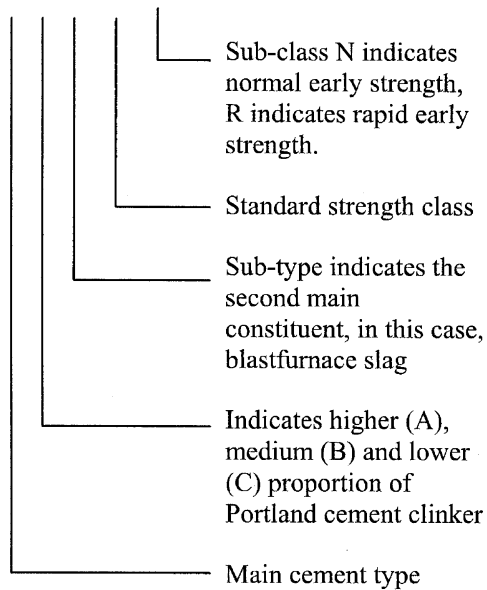 Sub-class N indicates
normal early strength,
R indicates rapid early
strength.
Standard strength class
Sub-type indicates the
second main
constituent, in this case,
blastfurnace slag
Indicates higher (A),
medium (B) and lower
(C) proportion of
Portland cement clinker
Main cement type